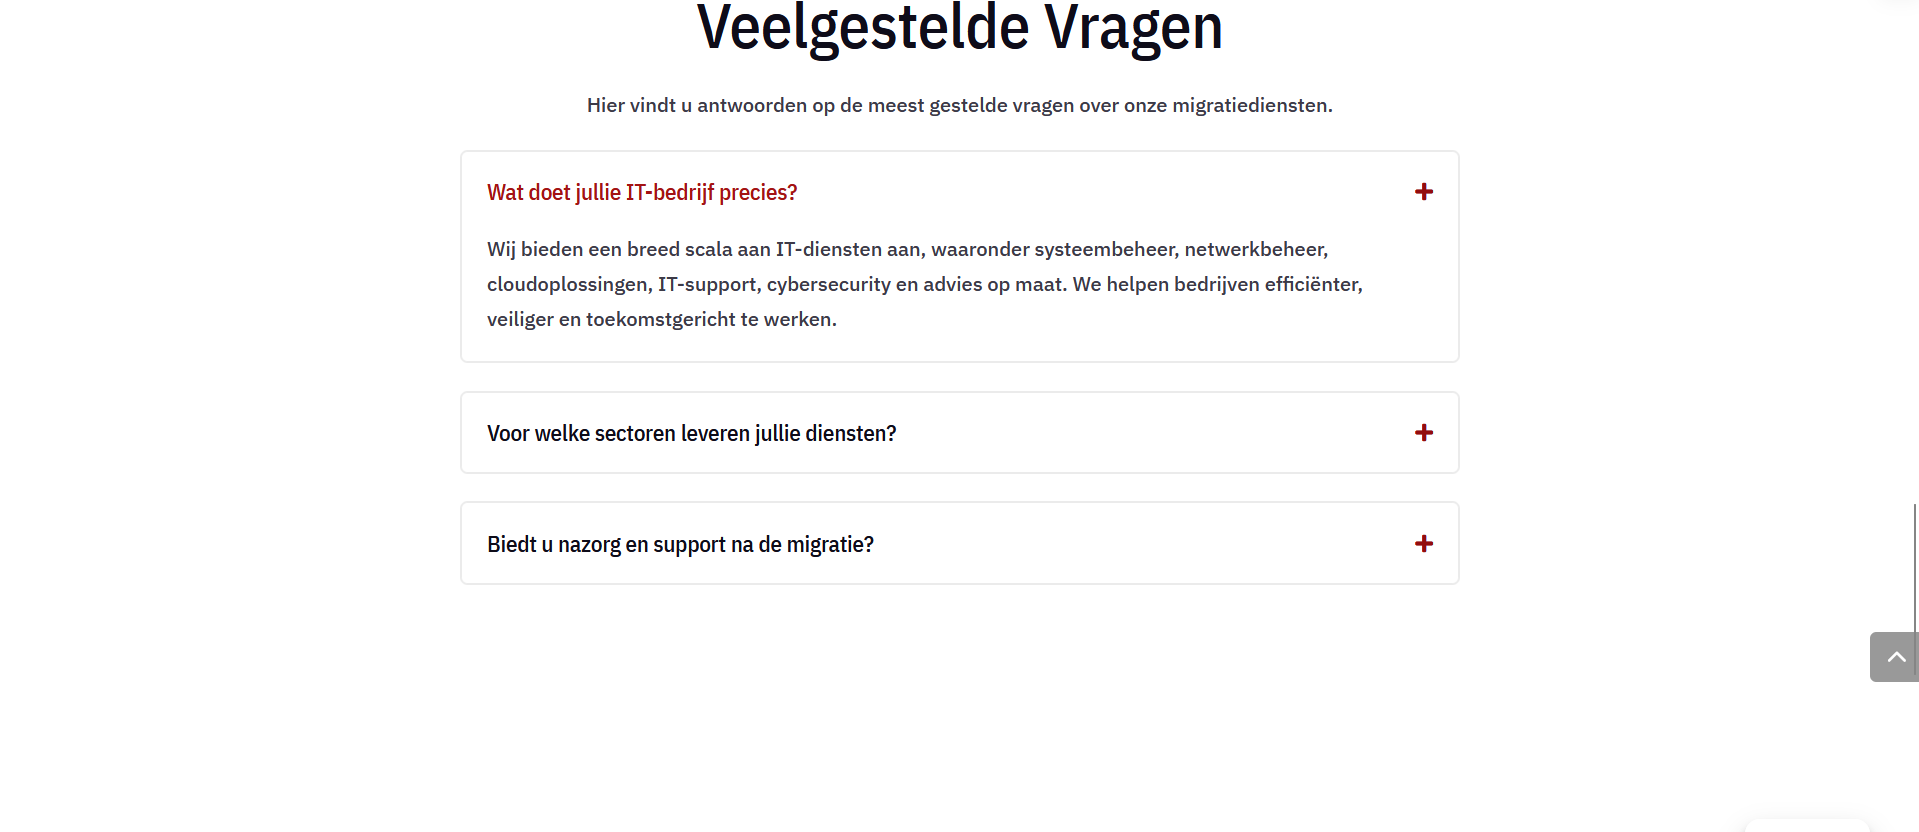 Veelgestelde Vragen
Hier vindt u antwoorden op de meest gestelde vragen over onze migratiediensten.
Wat doet jullie IT-bedrijf precies?
Wij bieden een breed scala aan IT-diensten aan, waaronder systeembeheer, netwerkbeheer,
cloudoplossingen, IT-support, cybersecurity en advies op maat. We helpen bedrijven efficiënter,
veiliger en toekomstgericht te werken.
Voor welke sectoren leveren jullie diensten?
Biedt u nazorg en support na de migratie?